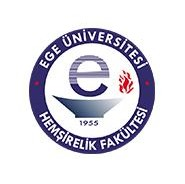 EGE ÜNİVERSİTESİ
e
1955
HEMŞİRELİK FAKÜLTESİ